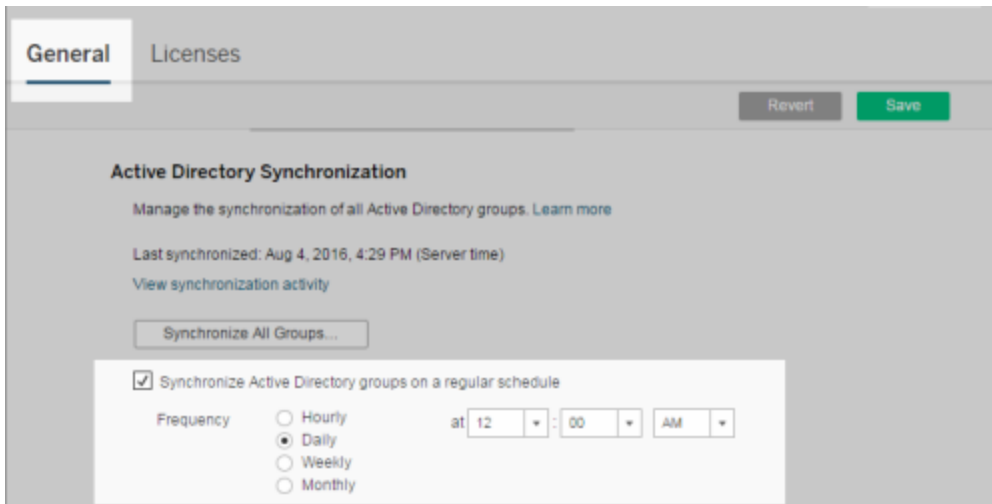 General Licenses
Revert Save
Active Directory Synchronization
Manage the synchronization of all Active Directory groups. Learn more
Last synchronized: Aug 4, 2016, 4:29 PM (Server time)
View synchronization activity
Synchronize All Groups...
Synchronize Active Directory groups on a regular schedule
Frequency Hourly at 12 : 00 AM
Daily
Weekly
Monthly